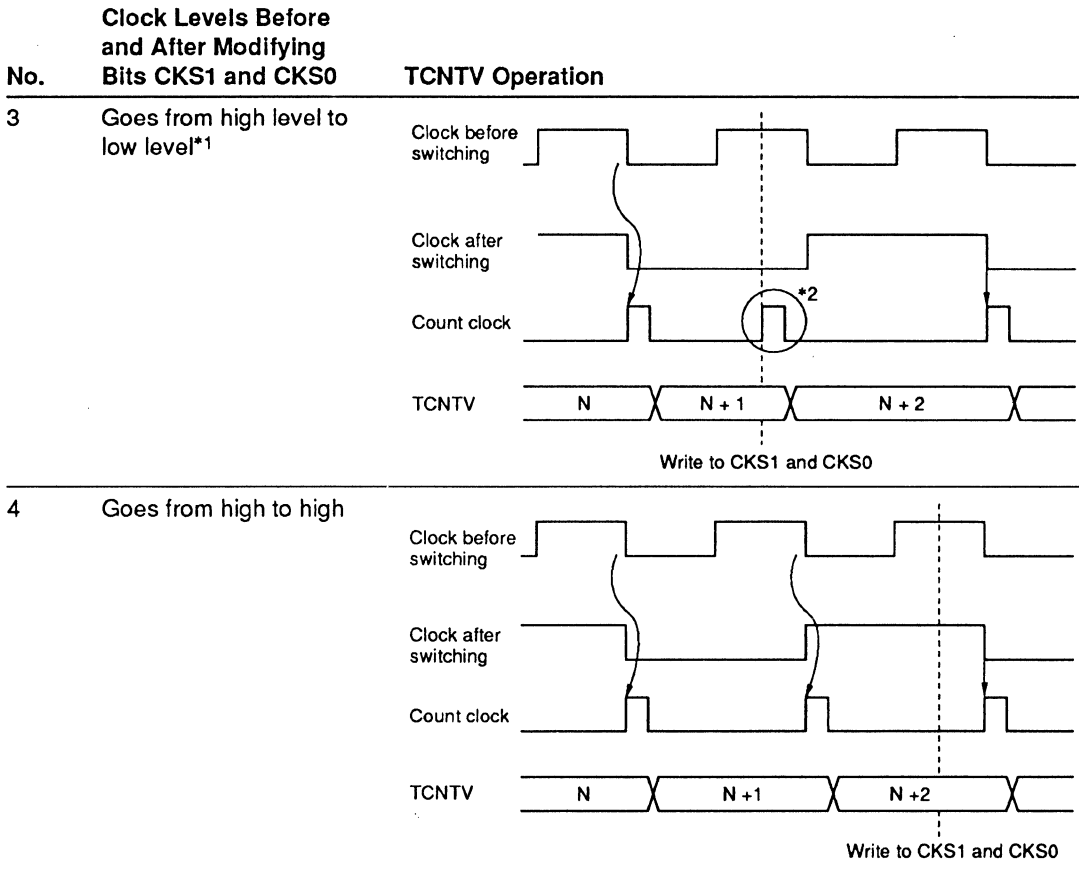 Clock Levels Before
and After Modifying
No. Bits CKS1 and CKS0 TCNTV Operation
3 Goes from high level to
low level*1
Clock before
switching
Clock after
switching
*2
Count clock
TCNTV N N + 1 N + 2
Write to CKS1 and CKS0
4 Goes from high to high
Clock before
switching
Clock after
switching
Count clock
TCNTV N N +1 N +2
Write to CKS1 and CKS0